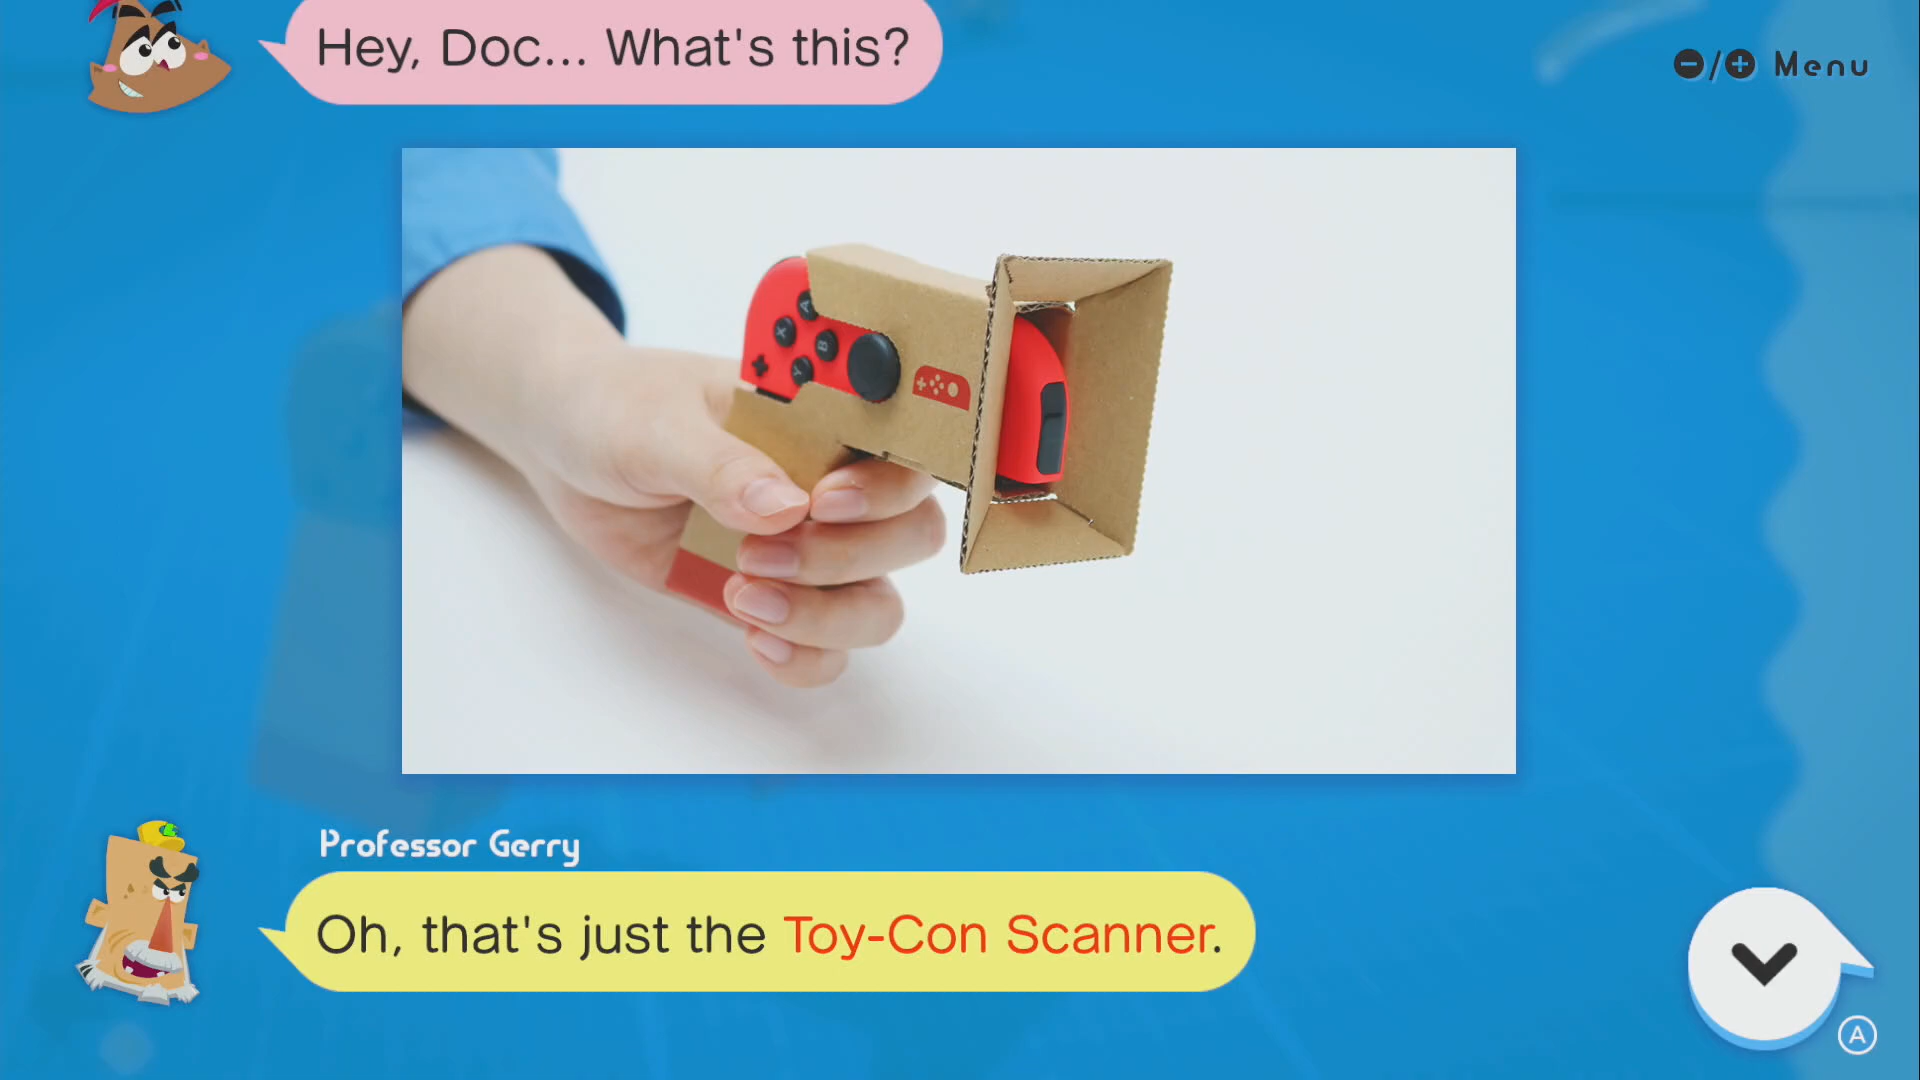 Hey, Doc... What's this?
Menu
A
X
B
Y
Professor Gerry
Oh, that's just the Toy-Con Scanner.
A